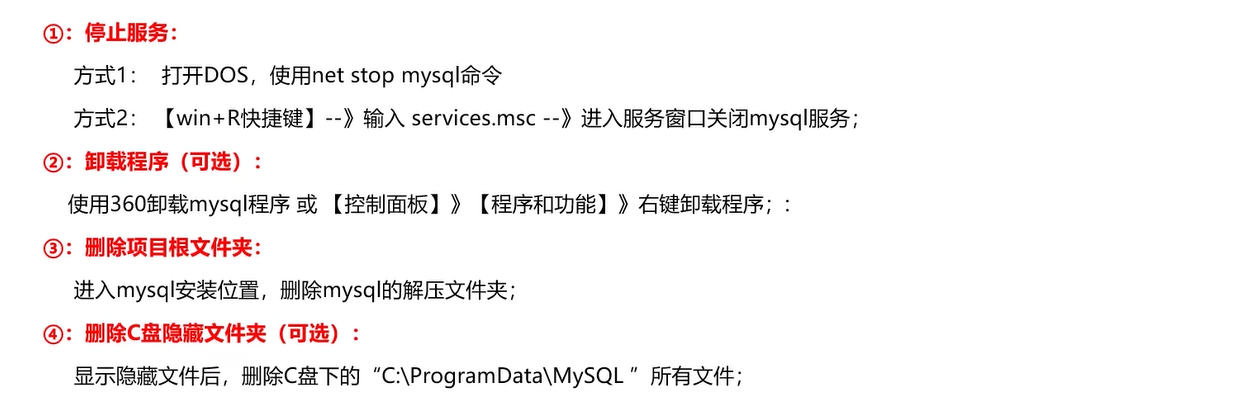 ①：停止服务：
方式1： 打开DOS，使用net stop mysql命令
方式2： 【win+R快捷键】--》输入 services.msc --》进入服务窗口关闭mysql服务；
②：卸载程序（可选）：
使用360卸载mysql程序 或 【控制面板】》【程序和功能】》右键卸载程序；:
③：删除项目根文件夹：
进入mysql安装位置，删除mysql的解压文件夹；
④：删除C盘隐藏文件夹（可选）：
显示隐藏文件后，删除C盘下的“C:\ProgramData\MySQL ”所有文件；